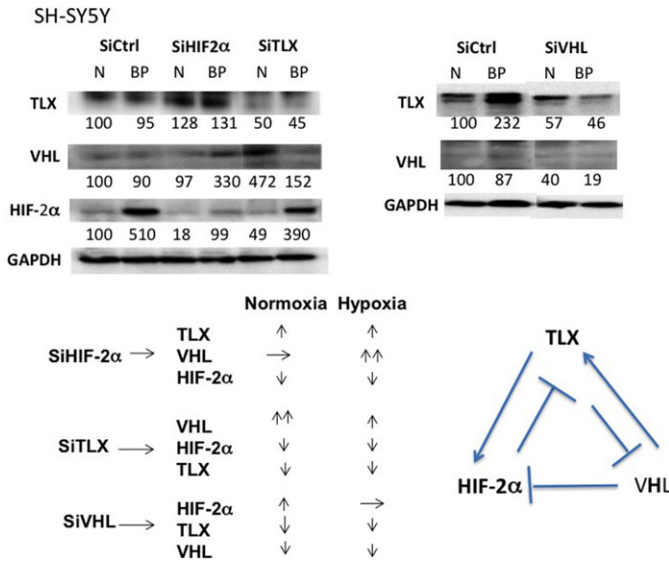 SH-SY5Y
SiCtrl SiHIF2α SiTLX
N BP N BP N BP
TLX
100 95 128 131 50 45
VHL
100 90 97 330 472 152
HIF-2α
100 510 18 99 49 390
GAPDH
SiCtrl SiVHL
N BP N BP
TLX
100 232 57 46
VHL
100 87 40 19
GAPDH
Normoxia Hypoxia
SiHIF-2α → TLX ↑ ↑
VHL → ↑↑
HIF-2α ↓ ↓
SiTLX → VHL ↑↑ ↑
HIF-2α ↓ ↓
TLX ↓ ↓
SiVHL → HIF-2α ↑ →
TLX ↓ ↓
VHL ↓ ↓
TLX
HIF-2α VHL